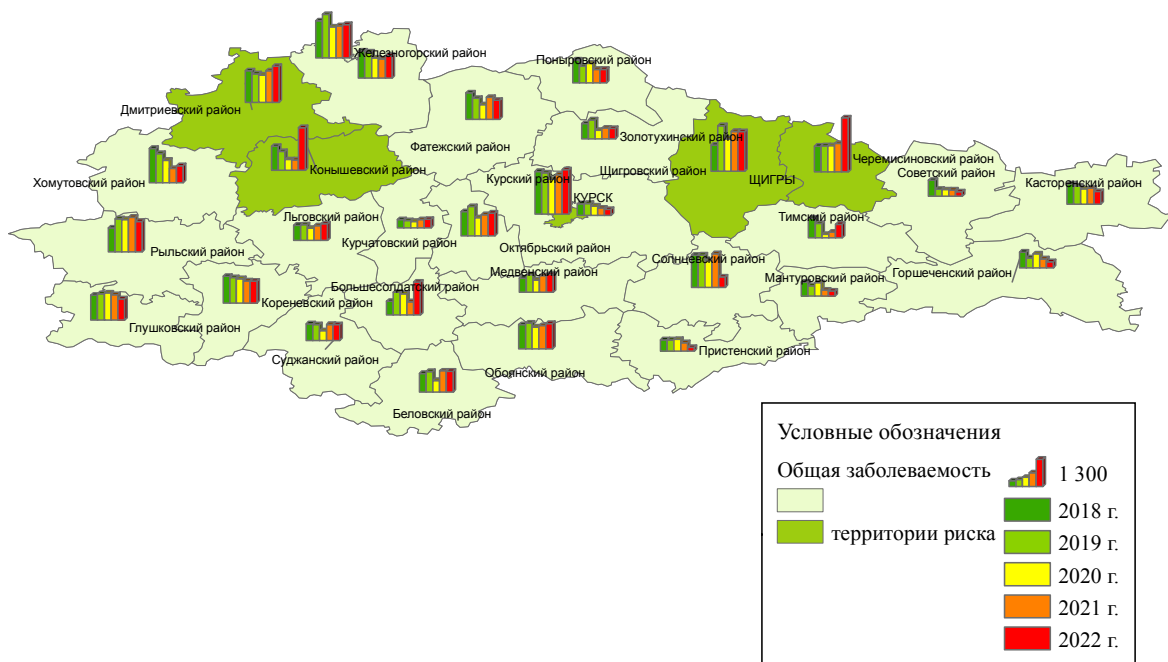 Железногорский район
Поныровский район
Дмитриевский район
Золотухинский район
Фатежский район
Конышевский район
Черемисиновский район
Щигровский район
Советский район
Хомутовский район
Курский район
ЩИГРЫ
Касторенский район
КУРСК
Льговский район
Тимский район
Курчатовский район
Октябрьский район
Рыльский район
Солнцевский район
Медвенский район
Горшеченский район
Мантуровский район
Большесолдатский район
Кореневский район
Глушковский район
Пристенский район
Суджанский район
Обоянский район
Беловский район
Условные обозначения
Общая заболеваемость
территории риска
1 300
2018 г.
2019 г.
2020 г.
2021 г.
2022 г.